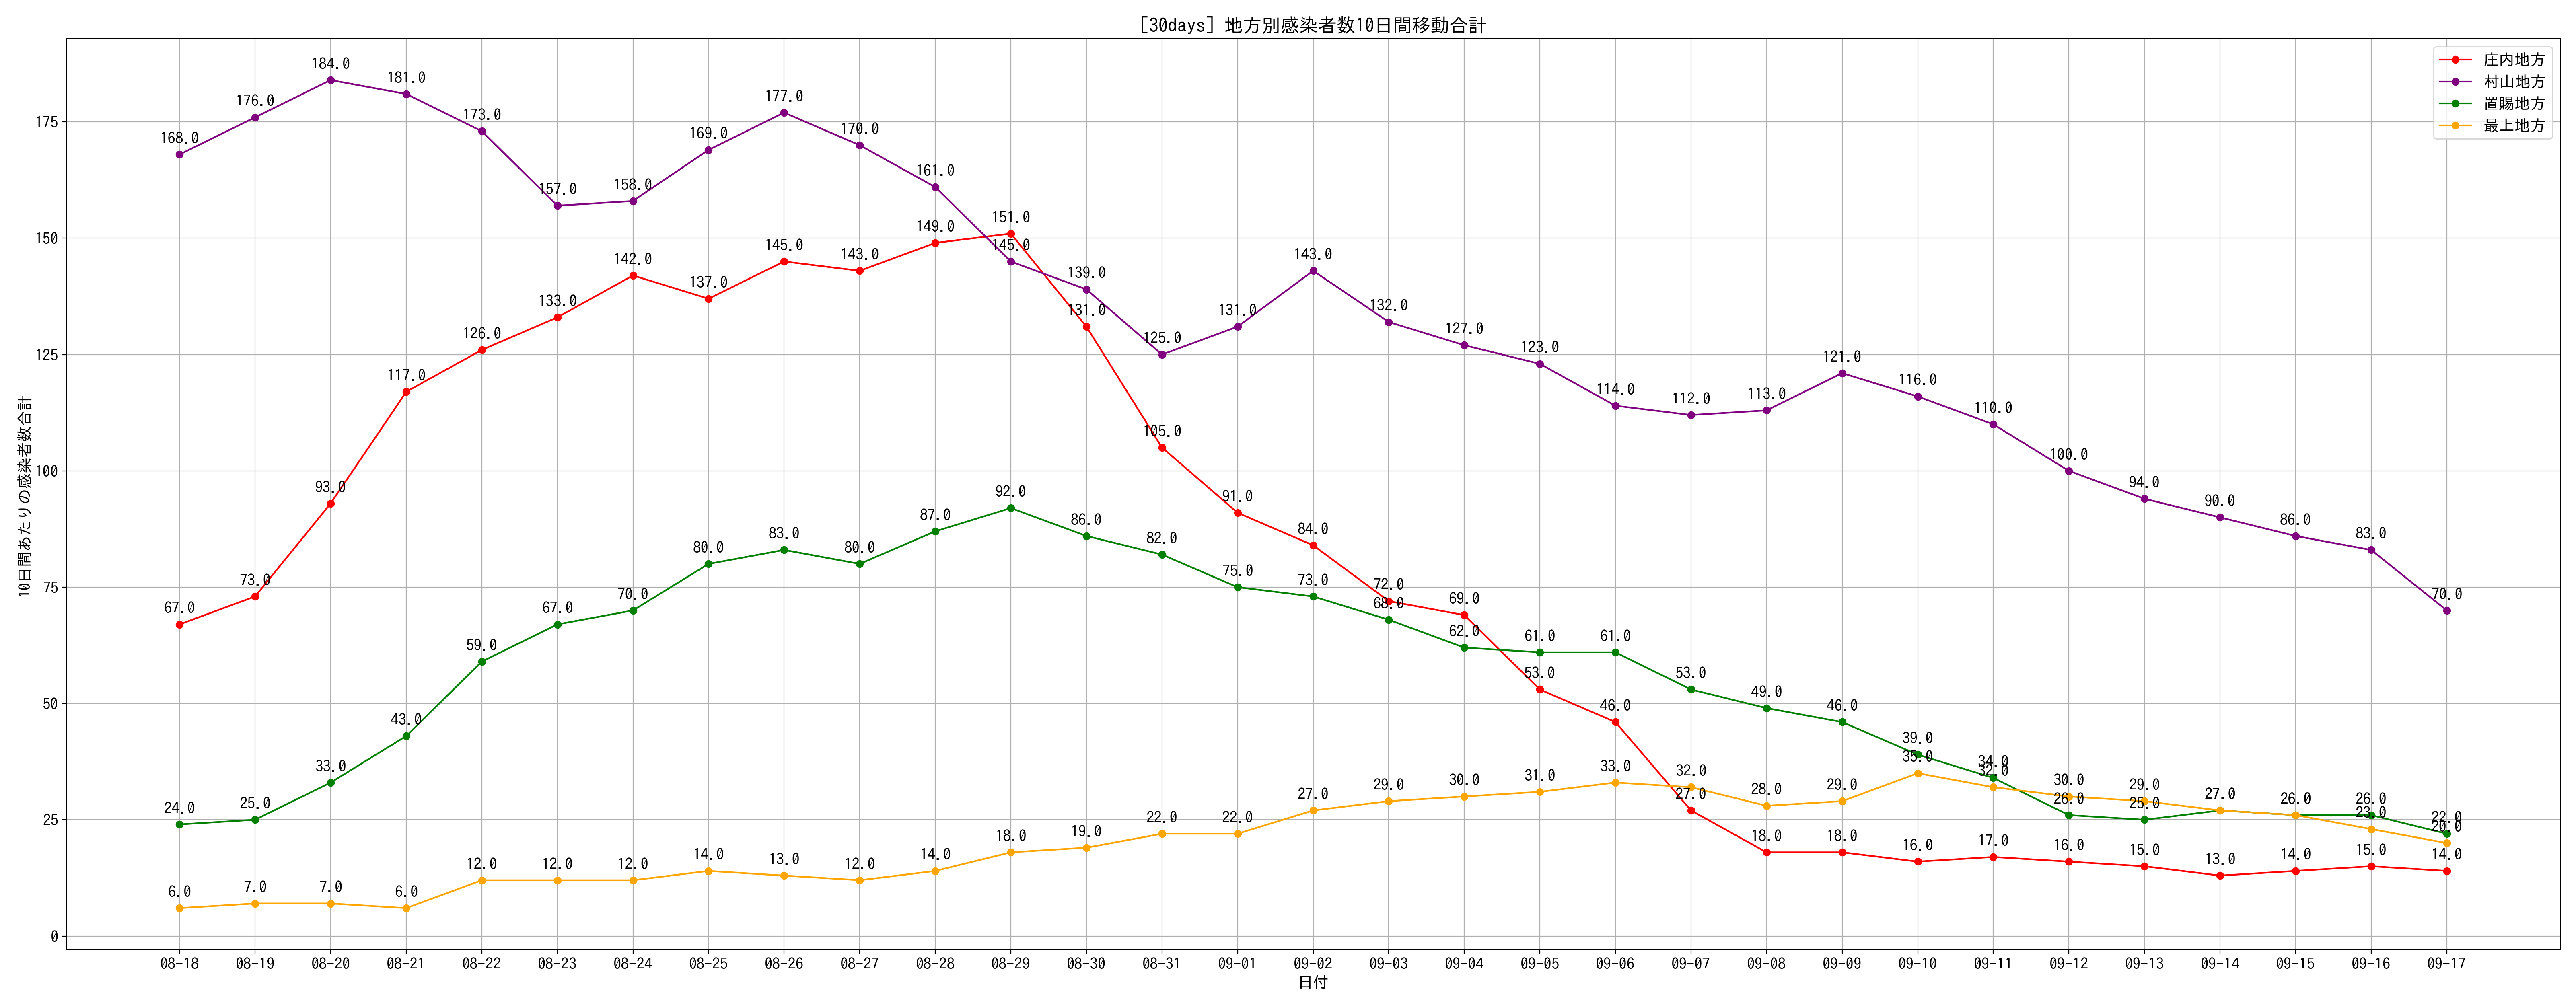 [30days] 地方別感染者数10日間移動合計
庄内地方
村山地方
置賜地方
最上地方
10日間あたりの感染者数合計
175
150
125
100
75
50
25
0
168.0 176.0 184.0 181.0 173.0 157.0 158.0 169.0 177.0 170.0 161.0 145.0 139.0 125.0 131.0 143.0 132.0 127.0 123.0 114.0 112.0 113.0 121.0 116.0 110.0 100.0 94.0 90.0 86.0 83.0 70.0
67.0 73.0 93.0 117.0 126.0 133.0 142.0 137.0 145.0 143.0 149.0 151.0 131.0 105.0 91.0 84.0 72.0 69.0 53.0 46.0 27.0 18.0 18.0 16.0 17.0 16.0 15.0 13.0 14.0 15.0 14.0
24.0 25.0 33.0 43.0 59.0 67.0 70.0 80.0 83.0 80.0 87.0 92.0 86.0 82.0 75.0 73.0 68.0 62.0 61.0 61.0 53.0 49.0 46.0 39.0 34.0 26.0 25.0 27.0 26.0 26.0 22.0
6.0 7.0 7.0 6.0 12.0 12.0 12.0 14.0 13.0 12.0 14.0 18.0 19.0 22.0 22.0 27.0 29.0 30.0 31.0 33.0 32.0 28.0 29.0 35.0 32.0 30.0 29.0 27.0 26.0 23.0 20.0
08-18 08-19 08-20 08-21 08-22 08-23 08-24 08-25 08-26 08-27 08-28 08-29 08-30 08-31 09-01 09-02 09-03 09-04 09-05 09-06 09-07 09-08 09-09 09-10 09-11 09-12 09-13 09-14 09-15 09-16 09-17
日付